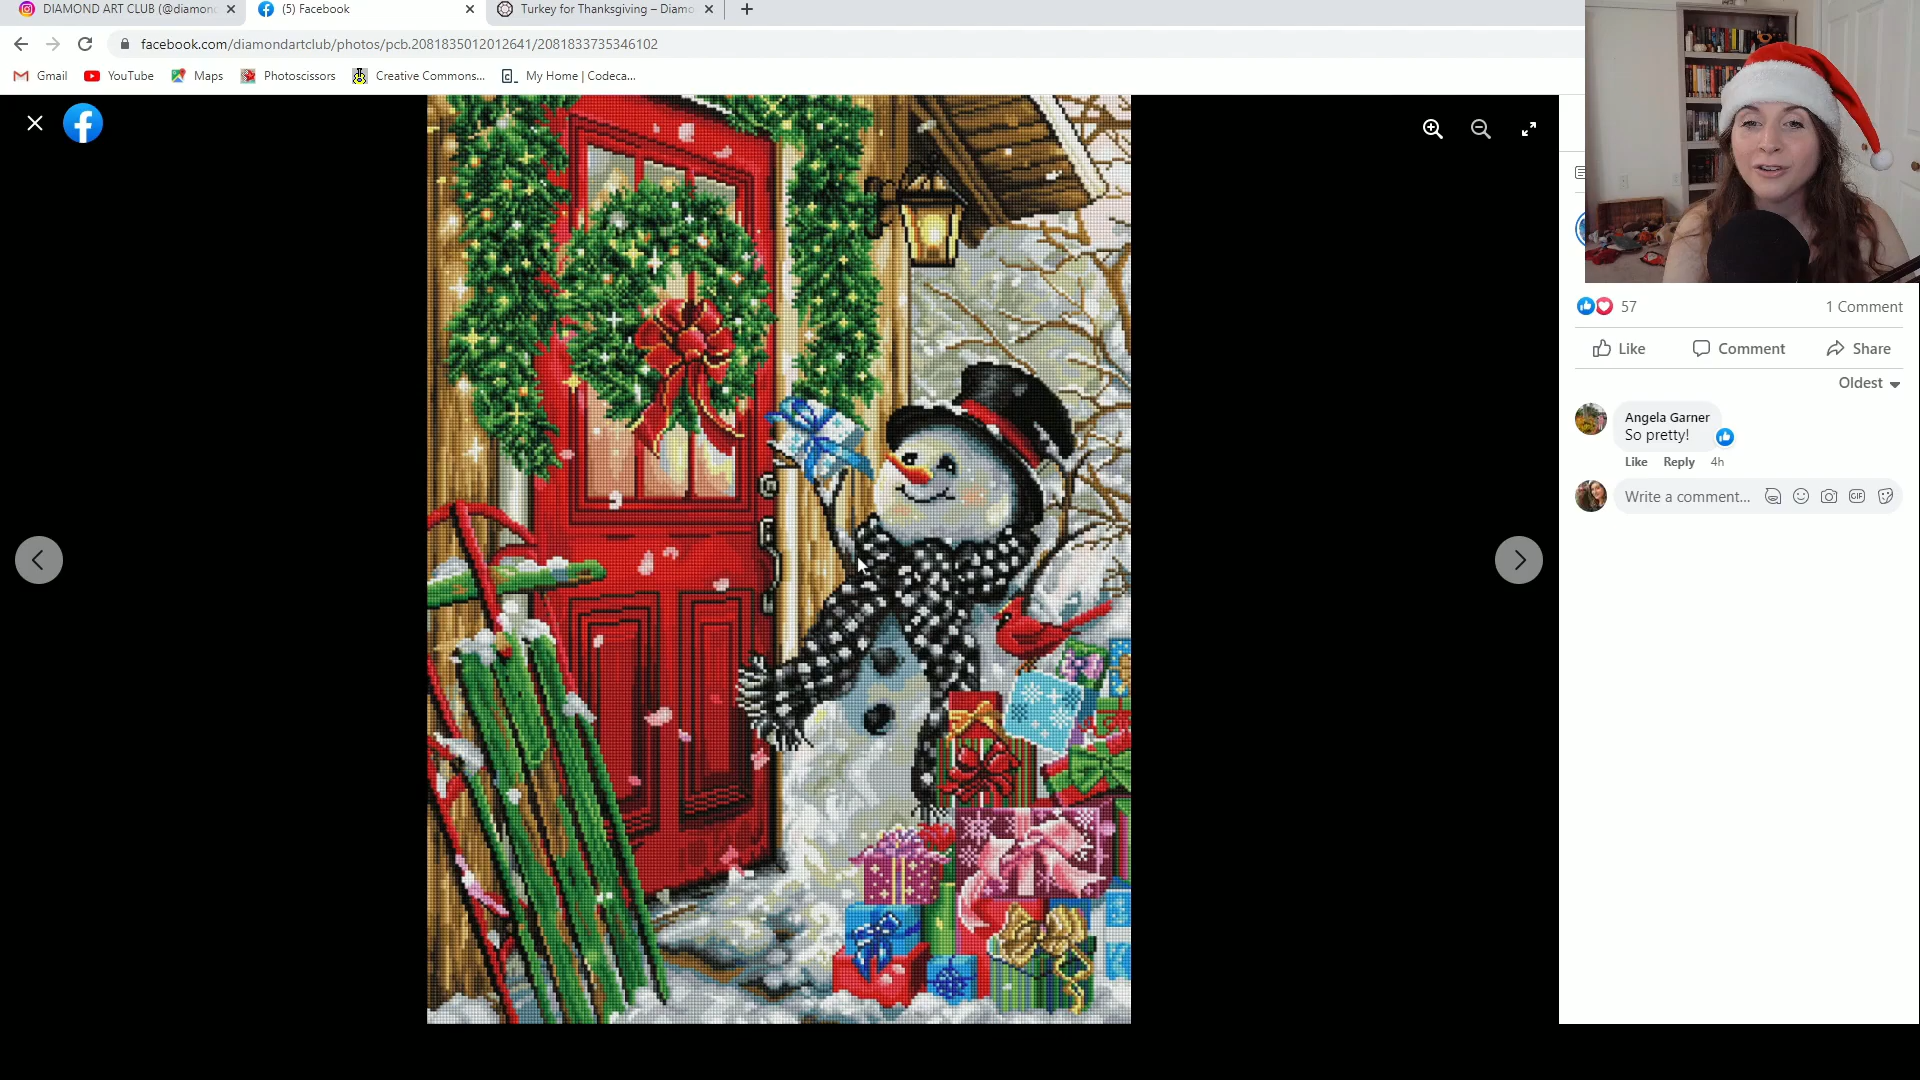 DIAMOND ART CLUB (@diamon
(5) Facebook
Turkey for Thanksgiving – Diamo
facebook.com/diamondartclub/photos/pcb.2081835012012641/2081833735346102
Gmail
YouTube
Maps
Photoscissors
Creative Commons...
My Home | Codeca...
57
1 Comment
Like
Comment
Share
Oldest
Angela Garner
So pretty!
Like Reply 4h
Write a comment...
GIF